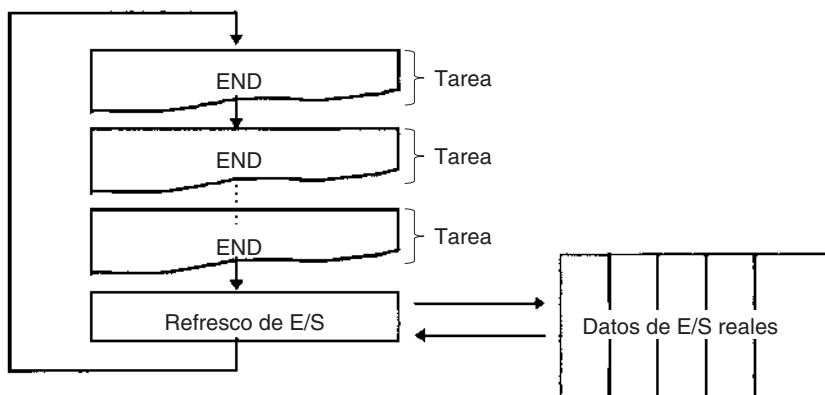 END
Tarea
END
Tarea
END
Tarea
Refresco de E/S
Datos de E/S reales